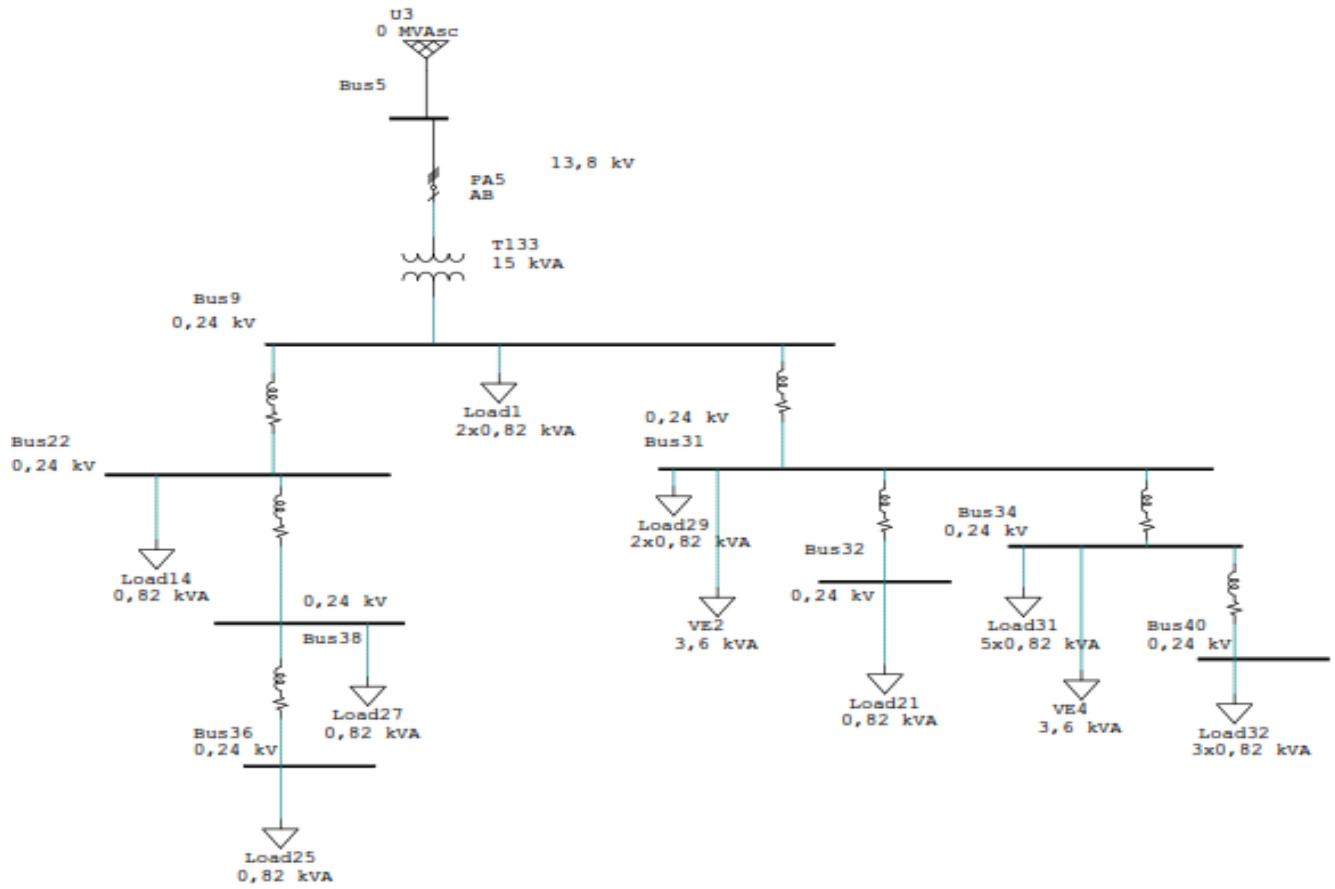 U3
0 MVAsc
Bus5
13,8 kV
PA5
AB
T133
15 kVA
Bus9
0,24 kV
Load1
2x0,82 kVA
0,24 kV
Bus31
Bus22
0,24 kV
Load14
0,82 kVA
Load29
2x0,82 kVA
VE2
3,6 kVA
Bus32
0,24 kV
Load21
0,82 kVA
Bus34
0,24 kV
Load31
5x0,82 kVA
VE4
3,6 kVA
Bus40
0,24 kV
Load32
3x0,82 kVA
0,24 kV
Bus38
Load27
0,82 kVA
Bus36
0,24 kV
Load25
0,82 kVA